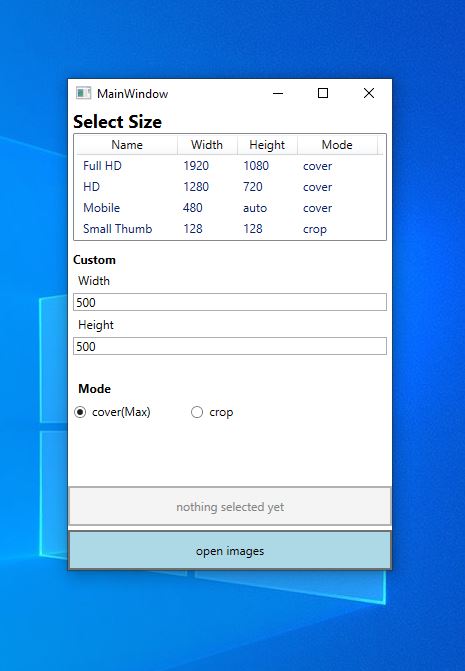 MainWindow
Select Size
Name Width Height Mode
Full HD 1920 1080 cover
HD 1280 720 cover
Mobile 480 auto cover
Small Thumb 128 128 crop
Custom
Width
500
Height
500
Mode
cover(Max) crop
nothing selected yet
open images